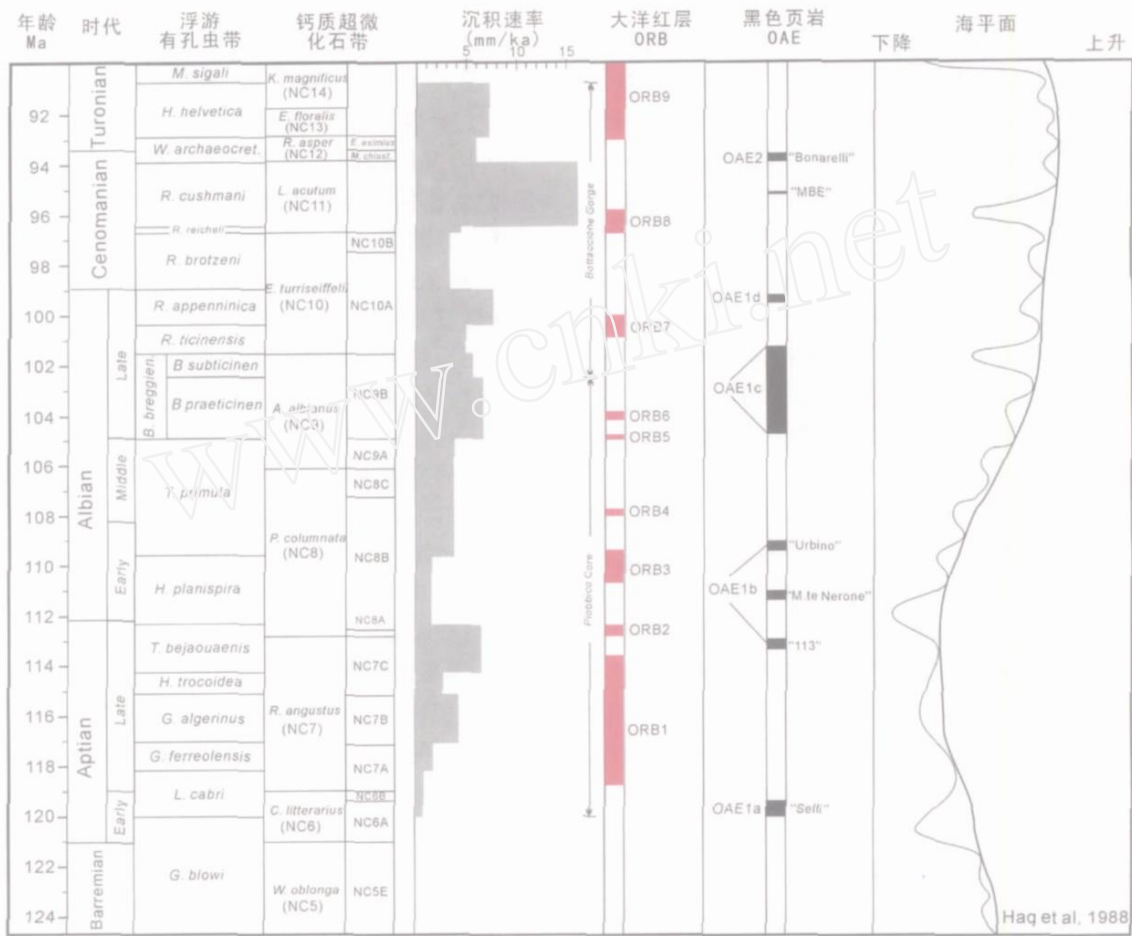 年龄
Ma
时代
浮游
有孔虫带
钙质超微
化石带
沉积速率
(mm/ka)
5 10 15
大洋红层
ORB
黑色页岩
OAE
海平面
下降
上升
92
94
96
98
100
102
104
106
108
110
112
114
116
118
120
122
124
Turonian
Cenomanian
Albian
Aptian
Barremian
Late
Middle
Early
Late
Early
M. sigali
H. helvetica
W. archaeocret.
R. cushmani
R. reicheli
R. brotzeni
R. appenninica
R. ticinensis
B. breggien.
B subticinen
B praeticinen
T. primula
H. planispira
T. bejaouaenis
H. trocoidea
G. algerinus
G. ferreolensis
L. cabri
G. blowi
K. magnificus
(NC14)
E. floralis
(NC13)
R. asper
(NC12)
L. acutum
(NC11)
E. turriseiffelii
(NC10)
A. albianus
(NC9)
P. columnata
(NC8)
R. angustus
(NC7)
C. litterarius
(NC6)
W. oblonga
(NC5)
E. eximius
M. chiast.
NC10B
NC10A
NC9B
NC9A
NC8C
NC8B
NC8A
NC7C
NC7B
NC7A
NC6B
NC6A
NC5E
Bottaccione Gorge
Piobbico Core
ORB9
ORB8
ORB7
ORB6
ORB5
ORB4
ORB3
ORB2
ORB1
OAE2
"Bonarelli"
"MBE"
OAE1d
OAE1c
"Urbino"
OAE1b
"M.te Nerone"
"113"
OAE1a
"Selli"
Haq et al, 1988
www.cnki.net